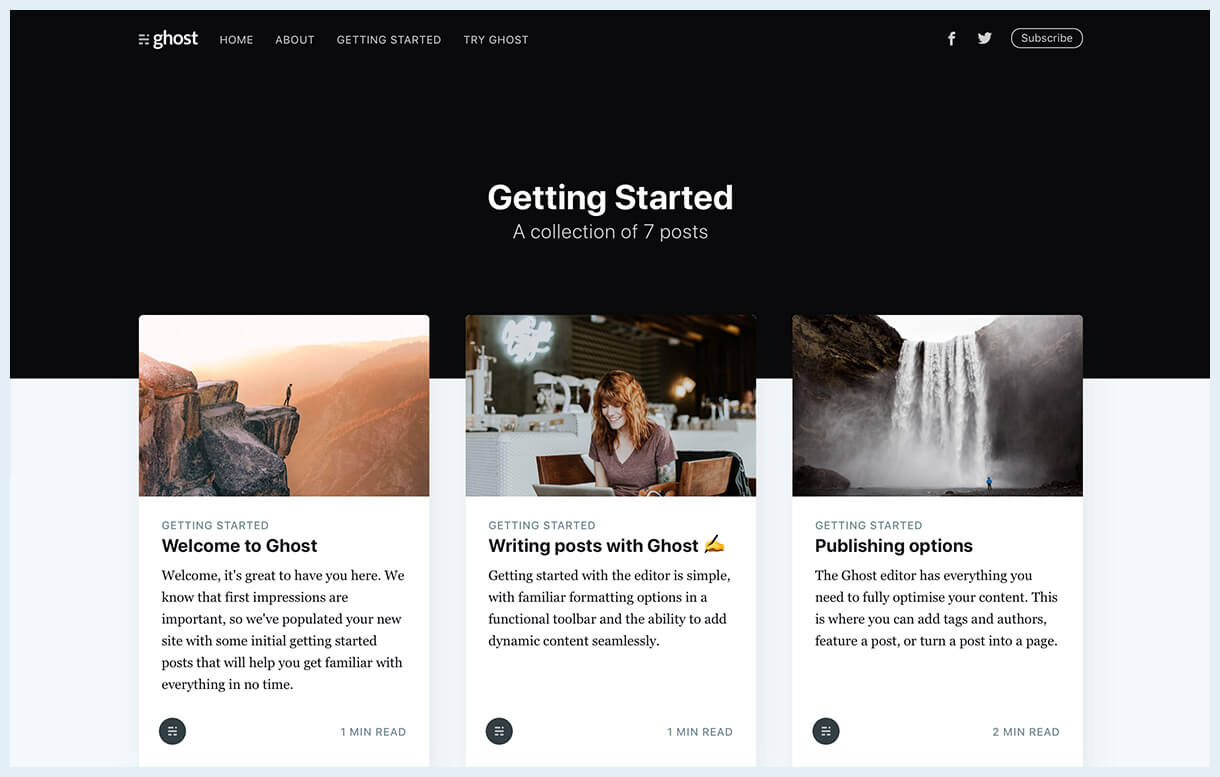 ghost HOME ABOUT GETTING STARTED TRY GHOST Subscribe
Getting Started
A collection of 7 posts
GETTING STARTED
Welcome to Ghost
Welcome, it's great to have you here. We
know that first impressions are
important, so we've populated your new
site with some initial getting started
posts that will help you get familiar with
everything in no time.
1 MIN READ
GETTING STARTED
Writing posts with Ghost ✍️
Getting started with the editor is simple,
with familiar formatting options in a
functional toolbar and the ability to add
dynamic content seamlessly.
1 MIN READ
GETTING STARTED
Publishing options
The Ghost editor has everything you
need to fully optimise your content. This
is where you can add tags and authors,
feature a post, or turn a post into a page.
2 MIN READ